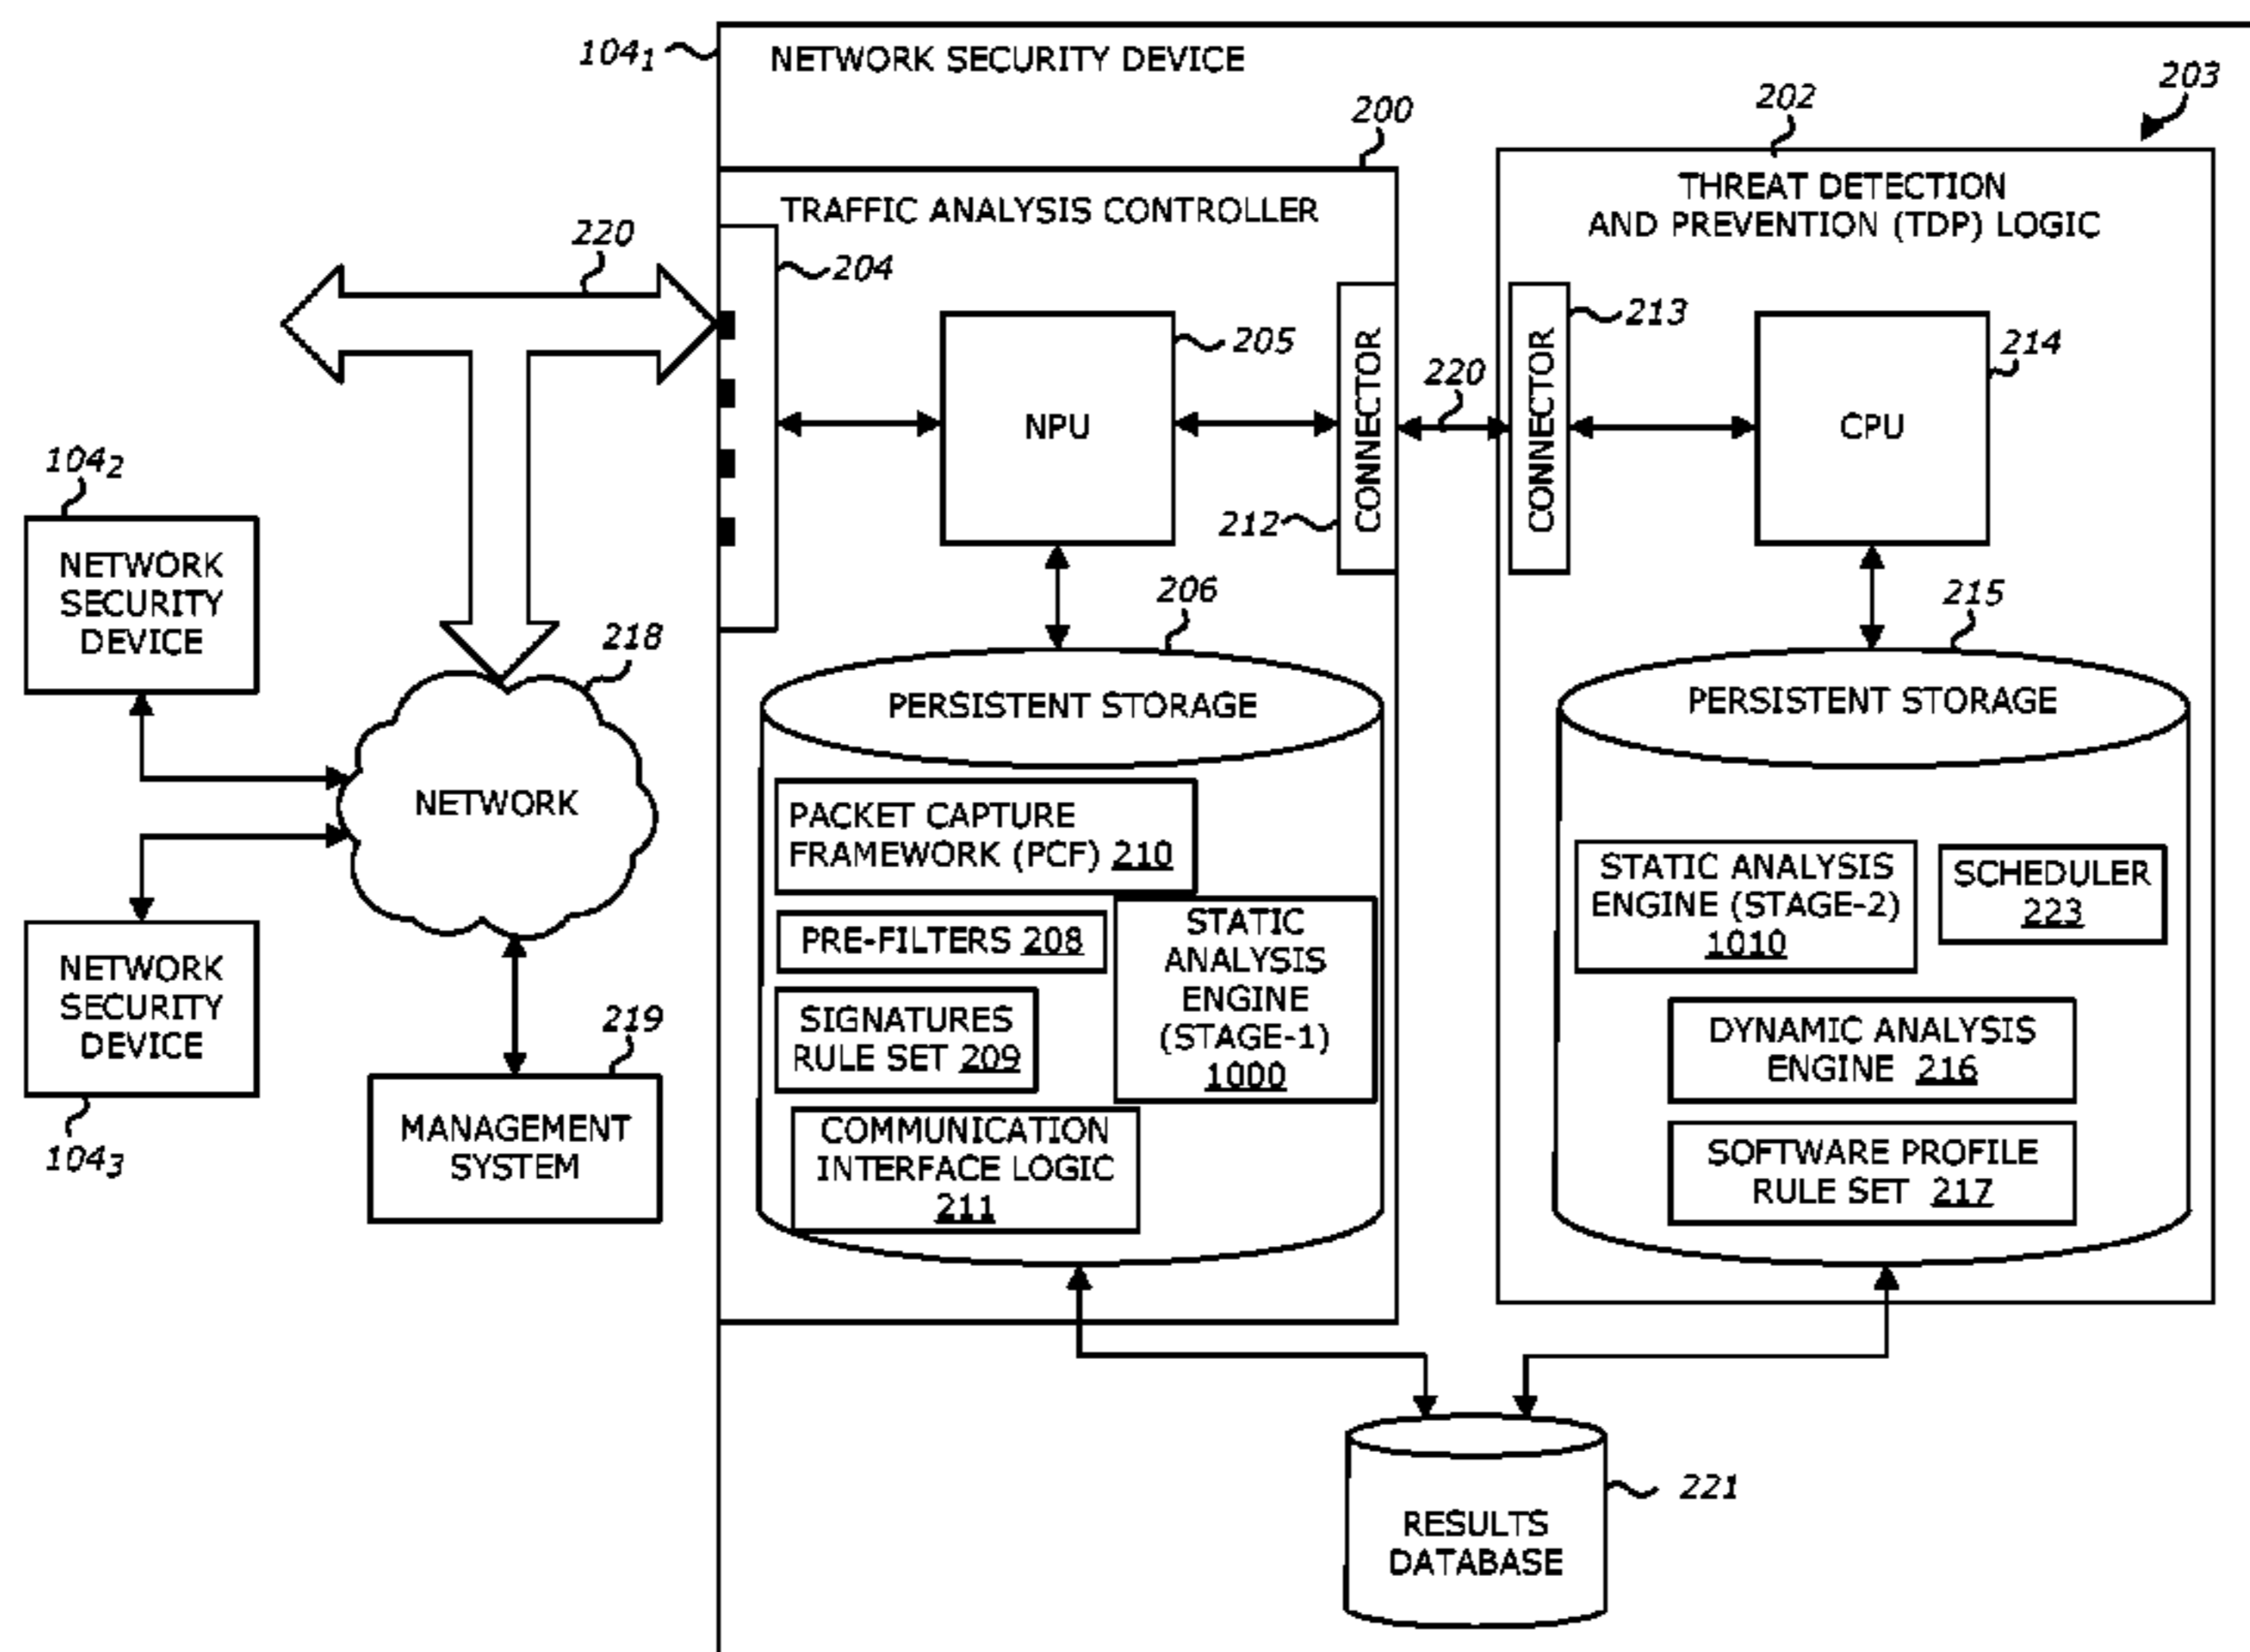 104₁
NETWORK SECURITY DEVICE
203
202
200
THREAT DETECTION
AND PREVENTION (TDP) LOGIC
TRAFFIC ANALYSIS CONTROLLER
220
204
213
205
214
CONNECTOR
220
CONNECTOR
NPU
CPU
212
104₂
NETWORK
SECURITY
DEVICE
206
215
218
PERSISTENT STORAGE
PERSISTENT STORAGE
NETWORK
PACKET CAPTURE
FRAMEWORK (PCF) 210
STATIC ANALYSIS
ENGINE (STAGE-2)
1010
SCHEDULER
223
PRE-FILTERS 208
STATIC
ANALYSIS
ENGINE
(STAGE-1)
1000
NETWORK
SECURITY
DEVICE
104₃
219
SIGNATURES
RULE SET 209
DYNAMIC ANALYSIS
ENGINE 216
MANAGEMENT
SYSTEM
COMMUNICATION
INTERFACE LOGIC
211
SOFTWARE PROFILE
RULE SET 217
221
RESULTS
DATABASE